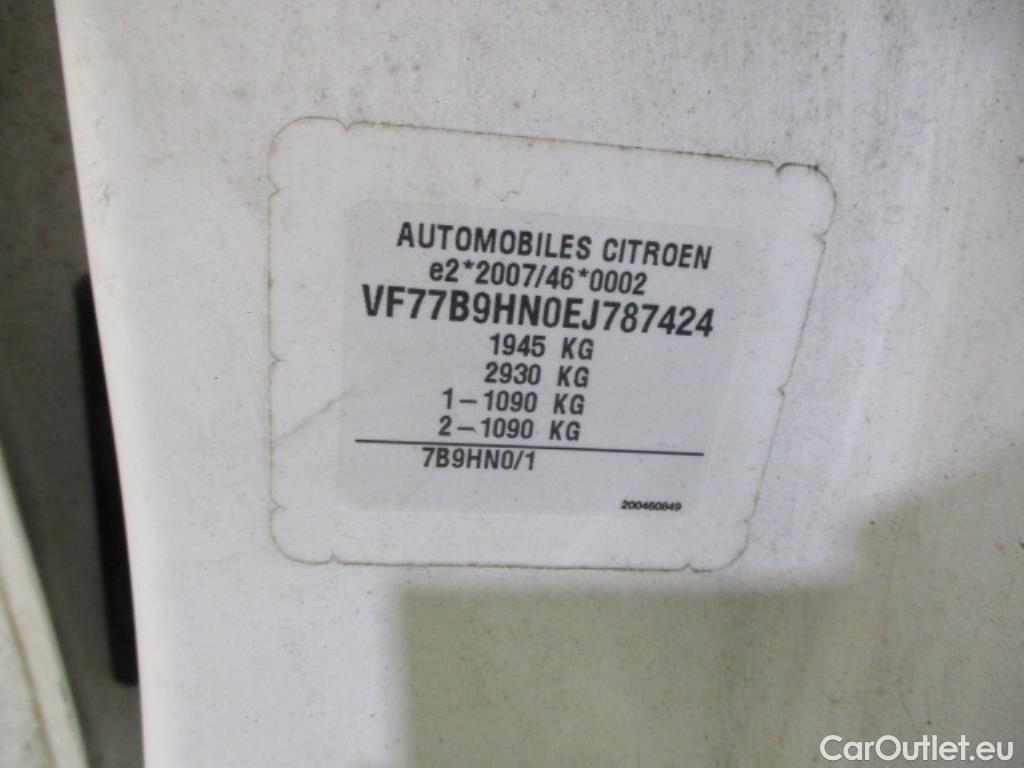 AUTOMOBILES CITROEN
e2*2007/46*0002
VF77B9HN0EJ787424
1945 KG
2930 KG
1-1090 KG
2-1090 KG
7B9HN0/1
200460849
CarOutlet.eu